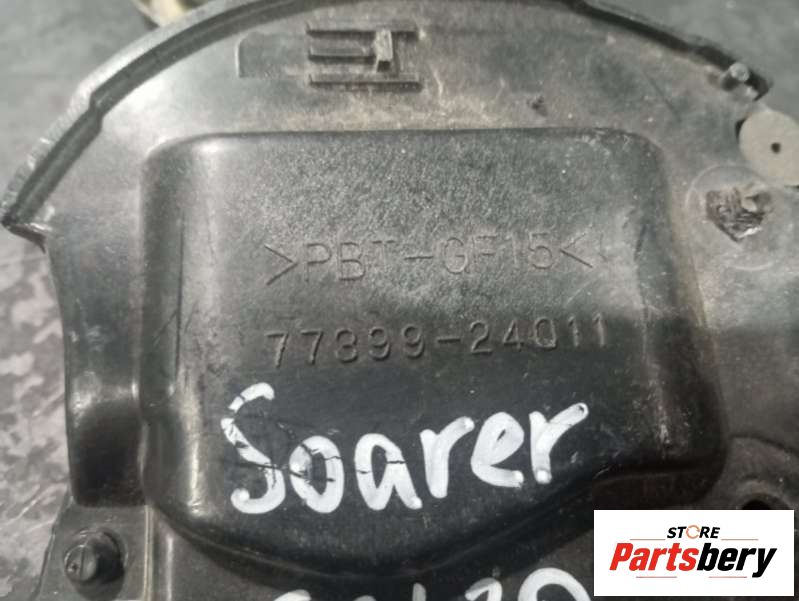 >PBT-GF15<
77399-24011
Soarer
STORE
Partsbery